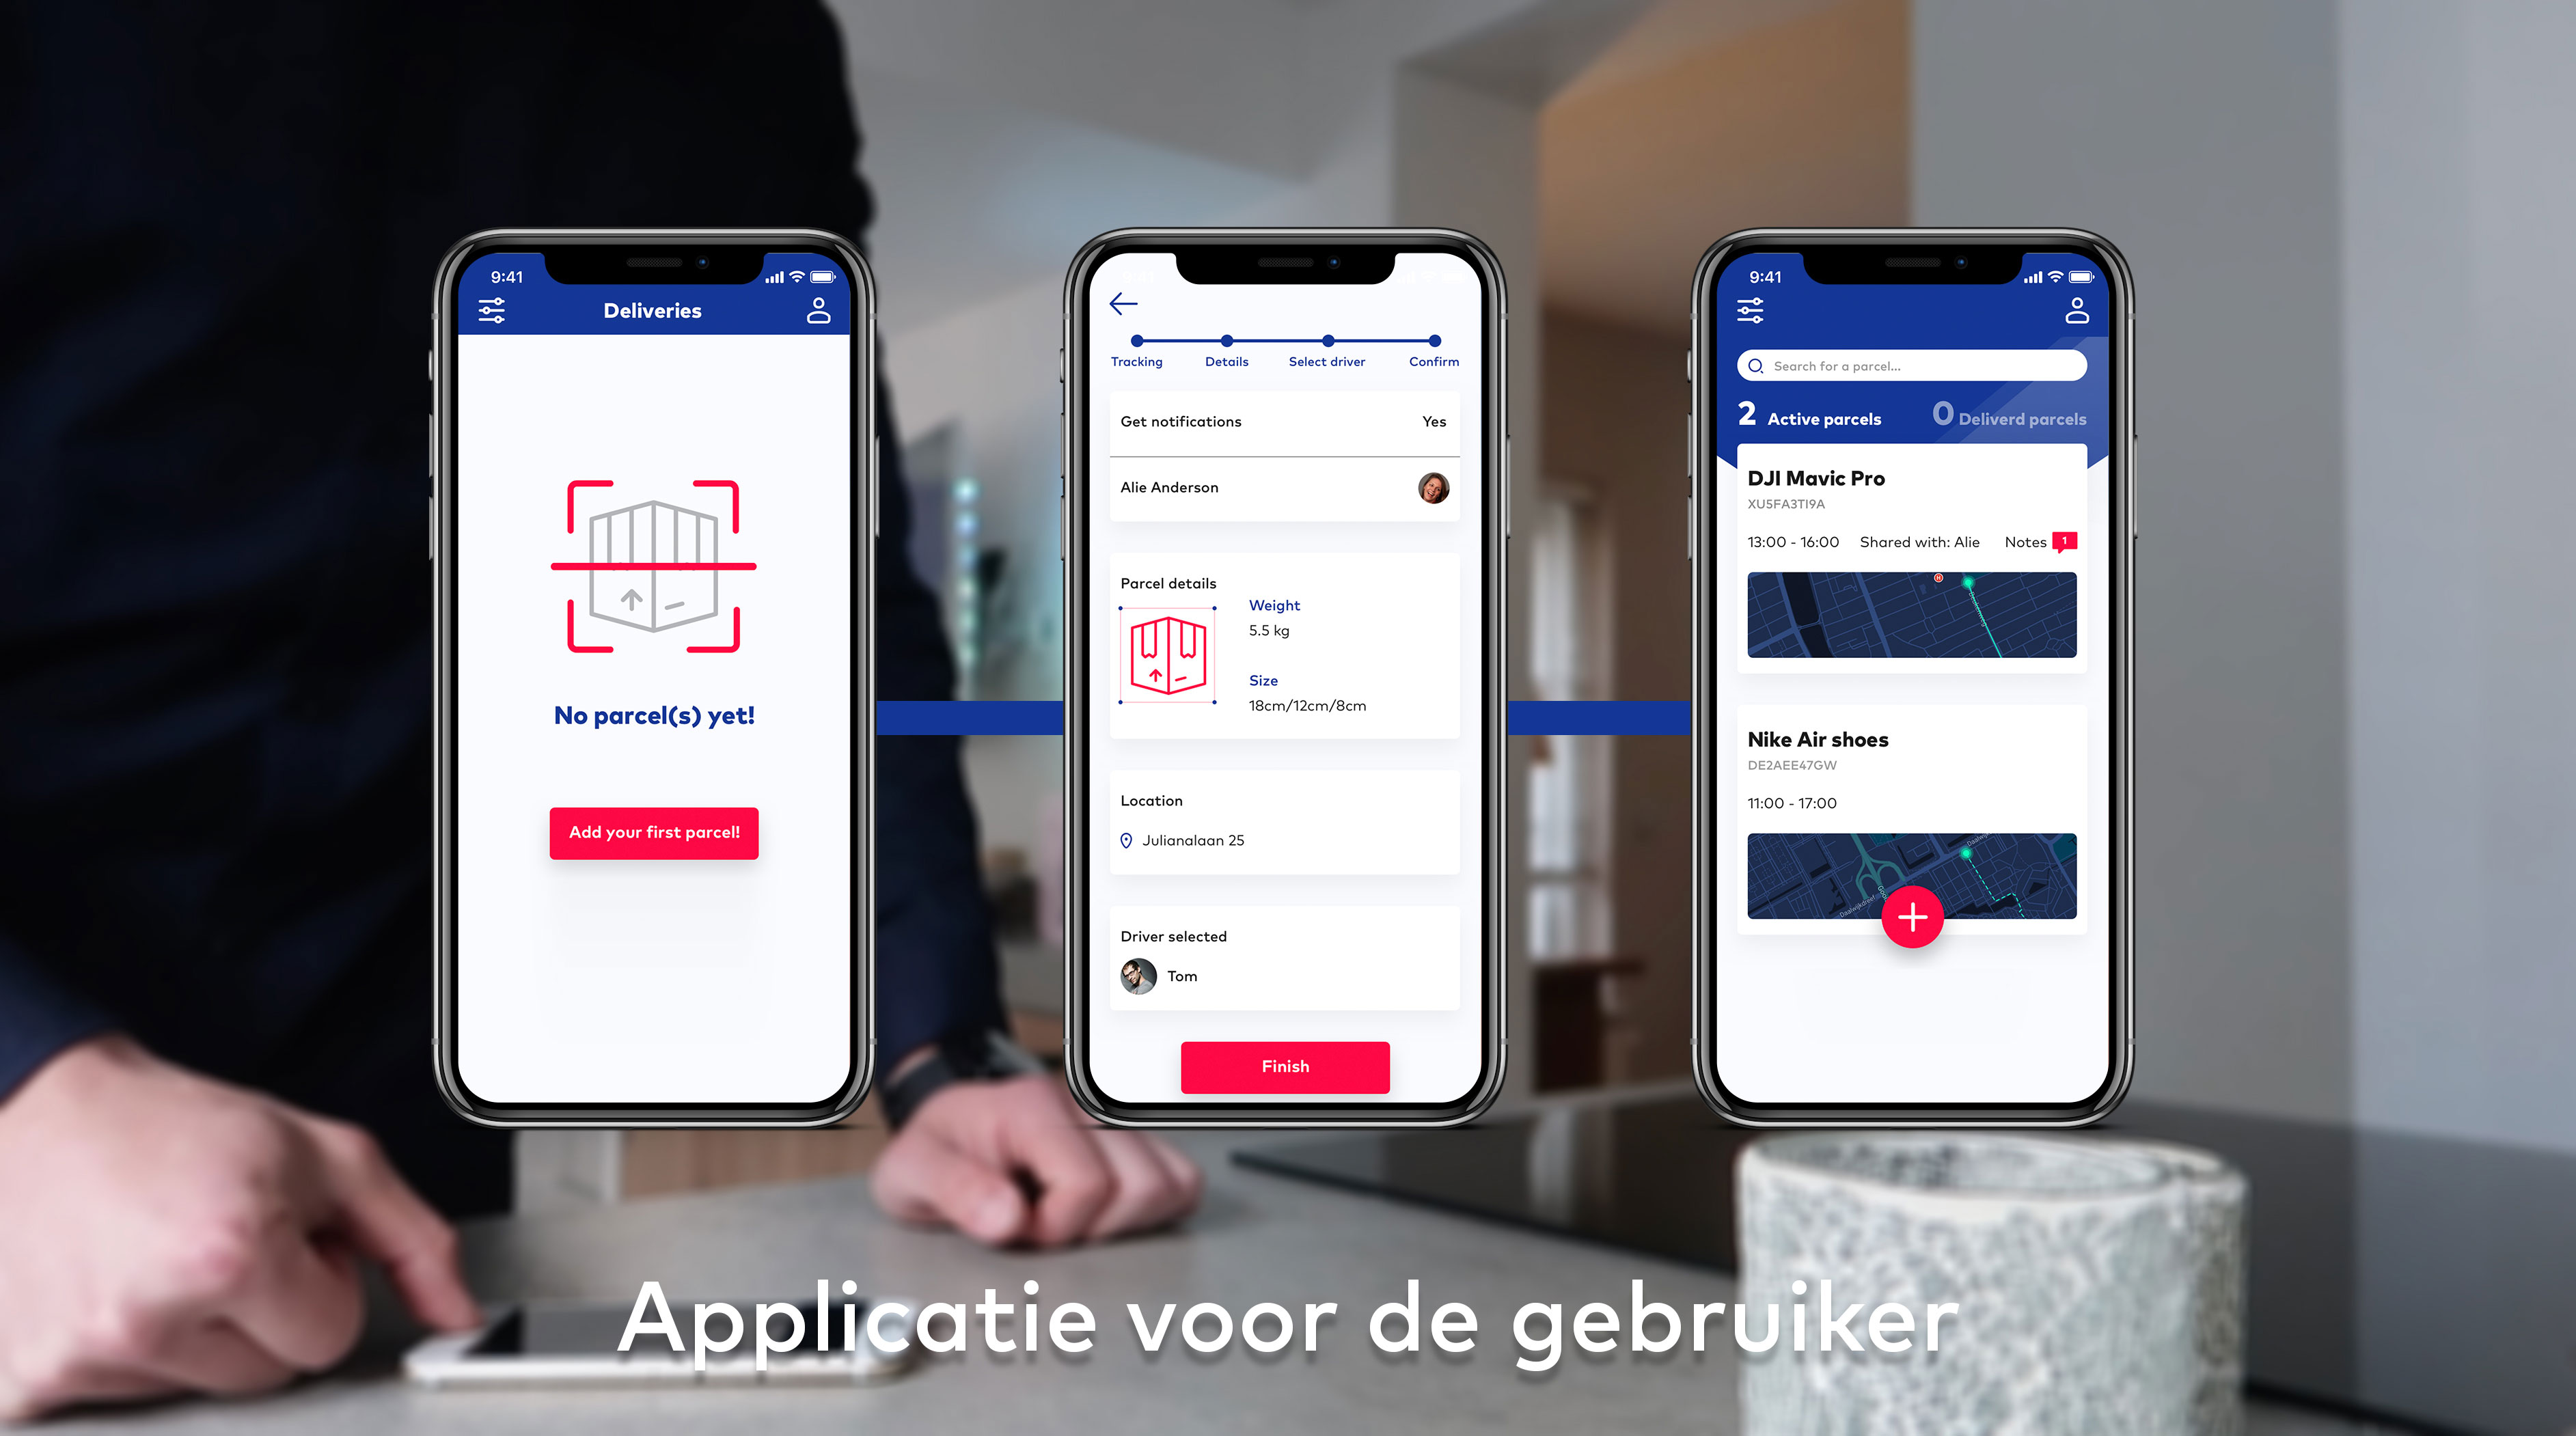 9:41
Deliveries
No parcel(s) yet!
Add your first parcel!
Tracking Details Select driver Confirm
Get notifications Yes
Alie Anderson
Parcel details
Weight
5.5 kg
Size
18cm/12cm/8cm
Location
Julianalaan 25
Driver selected
Tom
Finish
9:41
Search for a parcel...
2 Active parcels 0 Deliverd parcels
DJI Mavic Pro
XU5FA3TI9A
13:00 - 16:00 Shared with: Alie Notes 1
Nike Air shoes
DE2AEE47GW
11:00 - 17:00
Daalwijkdreef
Applicatie voor de gebruiker